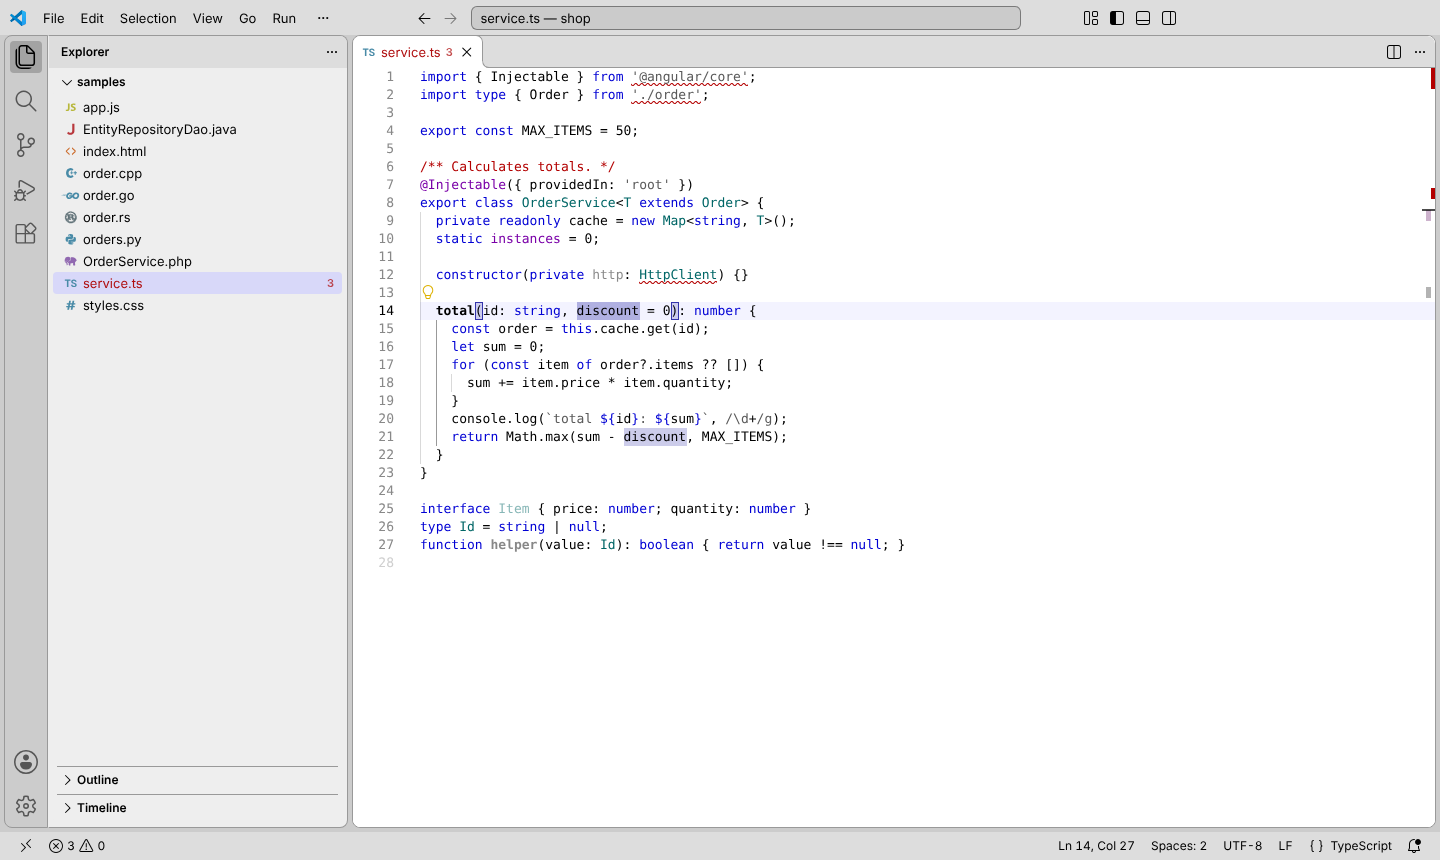 File Edit Selection View Go Run ··· service.ts — shop
Explorer ···
samples
JS app.js
J EntityRepositoryDao.java
<> index.html
C+ order.cpp
GO order.go
order.rs
orders.py
OrderService.php
TS service.ts 3
# styles.css
Outline
Timeline
TS service.ts 3 ···
1 import { Injectable } from '@angular/core';
2 import type { Order } from './order';
3
4 export const MAX_ITEMS = 50;
5
6 /** Calculates totals. */
7 @Injectable({ providedIn: 'root' })
8 export class OrderService<T extends Order> {
9 private readonly cache = new Map<string, T>();
10 static instances = 0;
11
12 constructor(private http: HttpClient) {}
13
14 total(id: string, discount = 0): number {
15 const order = this.cache.get(id);
16 let sum = 0;
17 for (const item of order?.items ?? []) {
18 sum += item.price * item.quantity;
19 }
20 console.log(`total ${id}: ${sum}`, /\d+/g);
21 return Math.max(sum - discount, MAX_ITEMS);
22 }
23 }
24
25 interface Item { price: number; quantity: number }
26 type Id = string | null;
27 function helper(value: Id): boolean { return value !== null; }
28
3 0 Ln 14, Col 27 Spaces: 2 UTF-8 LF { } TypeScript